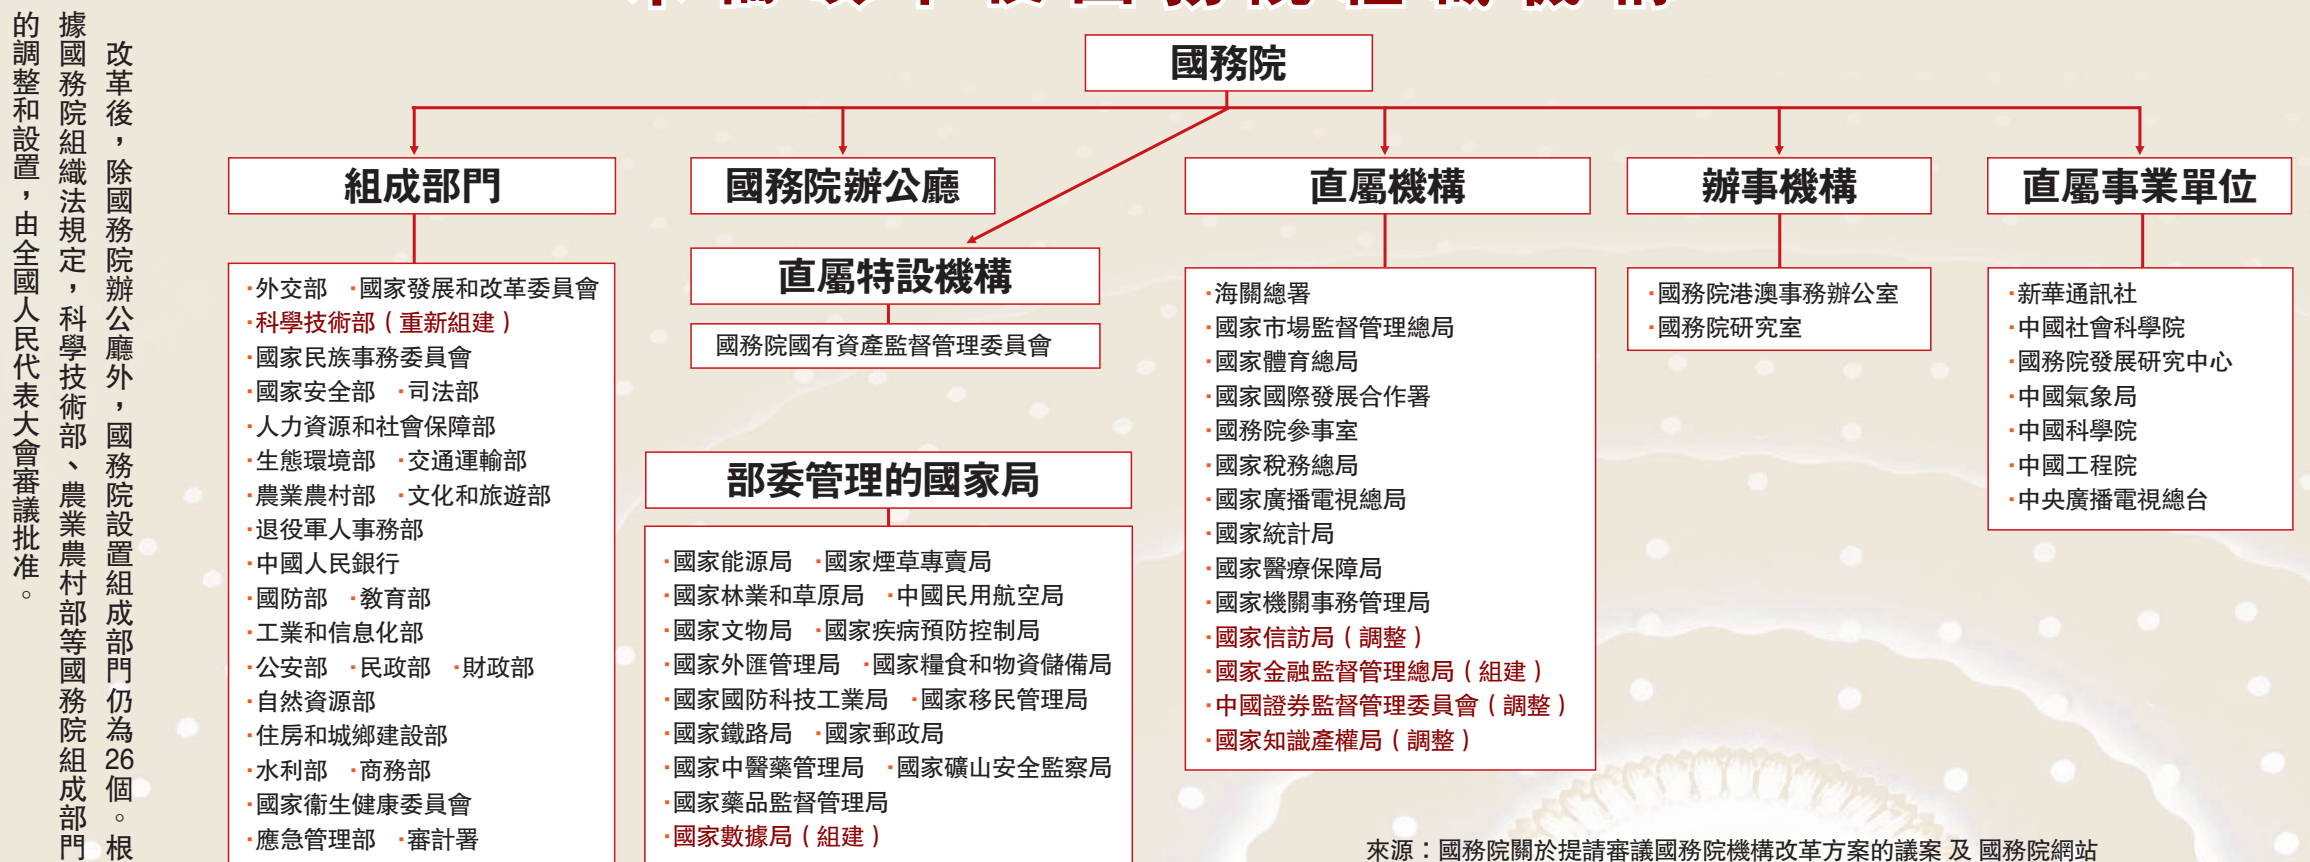 改革後，除國務院辦公廳外，國務院設置組成部門仍為26個。根
據國務院組織法規定，科學技術部、農業農村部等國務院組成部門
的調整和設置，由全國人民代表大會審議批准。
國務院
組成部門
·外交部 ·國家發展和改革委員會
·科學技術部（重新組建）
·國家民族事務委員會
·國家安全部 ·司法部
·人力資源和社會保障部
·生態環境部 ·交通運輸部
·農業農村部 ·文化和旅遊部
·退役軍人事務部
·中國人民銀行
·國防部 ·教育部
·工業和信息化部
·公安部 ·民政部 ·財政部
·自然資源部
·住房和城鄉建設部
·水利部 ·商務部
·國家衞生健康委員會
·應急管理部 ·審計署
國務院辦公廳
直屬特設機構
國務院國有資產監督管理委員會
部委管理的國家局
·國家能源局 ·國家煙草專賣局
·國家林業和草原局 ·中國民用航空局
·國家文物局 ·國家疾病預防控制局
·國家外匯管理局 ·國家糧食和物資儲備局
·國家國防科技工業局 ·國家移民管理局
·國家鐵路局 ·國家郵政局
·國家中醫藥管理局 ·國家礦山安全監察局
·國家藥品監督管理局
·國家數據局（組建）
直屬機構
·海關總署
·國家市場監督管理總局
·國家體育總局
·國家國際發展合作署
·國務院參事室
·國家稅務總局
·國家廣播電視總局
·國家統計局
·國家醫療保障局
·國家機關事務管理局
·國家信訪局（調整）
·國家金融監督管理總局（組建）
·中國證券監督管理委員會（調整）
·國家知識產權局（調整）
辦事機構
·國務院港澳事務辦公室
·國務院研究室
直屬事業單位
·新華通訊社
·中國社會科學院
·國務院發展研究中心
·中國氣象局
·中國科學院
·中國工程院
·中央廣播電視總台
來源：國務院關於提請審議國務院機構改革方案的議案 及 國務院網站